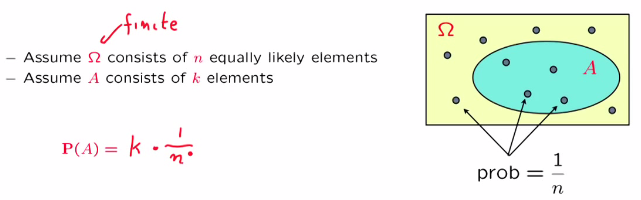 finite
– Assume Ω consists of n equally likely elements
– Assume A consists of k elements
P(A) = k · 1/n
Ω
A
prob = 1/n